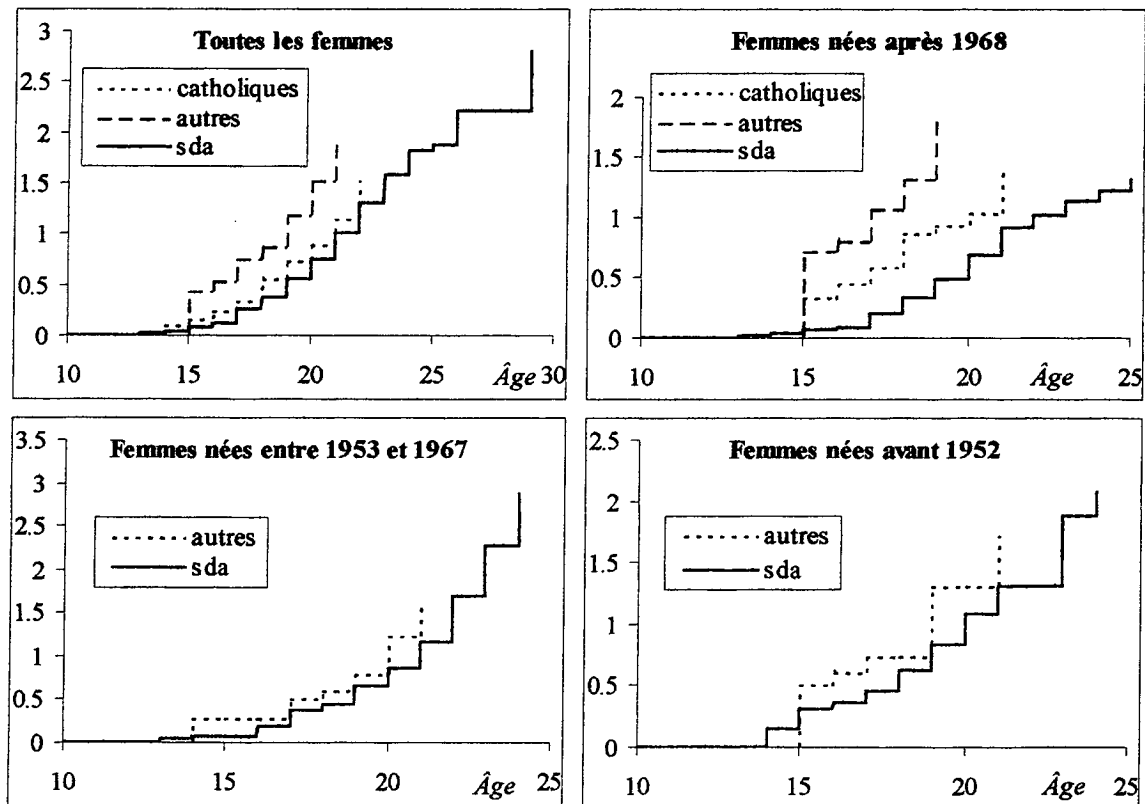 Toutes les femmes
3
2.5
2
1.5
1
0.5
0
catholiques
autres
sda
10
15
20
25
Âge 30
Femmes nées après 1968
2
1.5
1
0.5
0
catholiques
autres
sda
10
15
20
Âge
25
Femmes nées entre 1953 et 1967
3.5
3
2.5
2
1.5
1
0.5
0
autres
sda
10
15
20
Âge
25
Femmes nées avant 1952
2.5
2
1.5
1
0.5
0
autres
sda
10
15
20
Âge
25